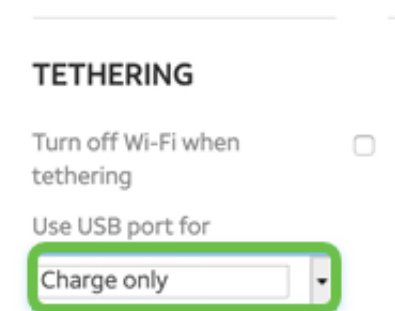 TETHERING
Turn off Wi-Fi when
tethering
Use USB port for
Charge only